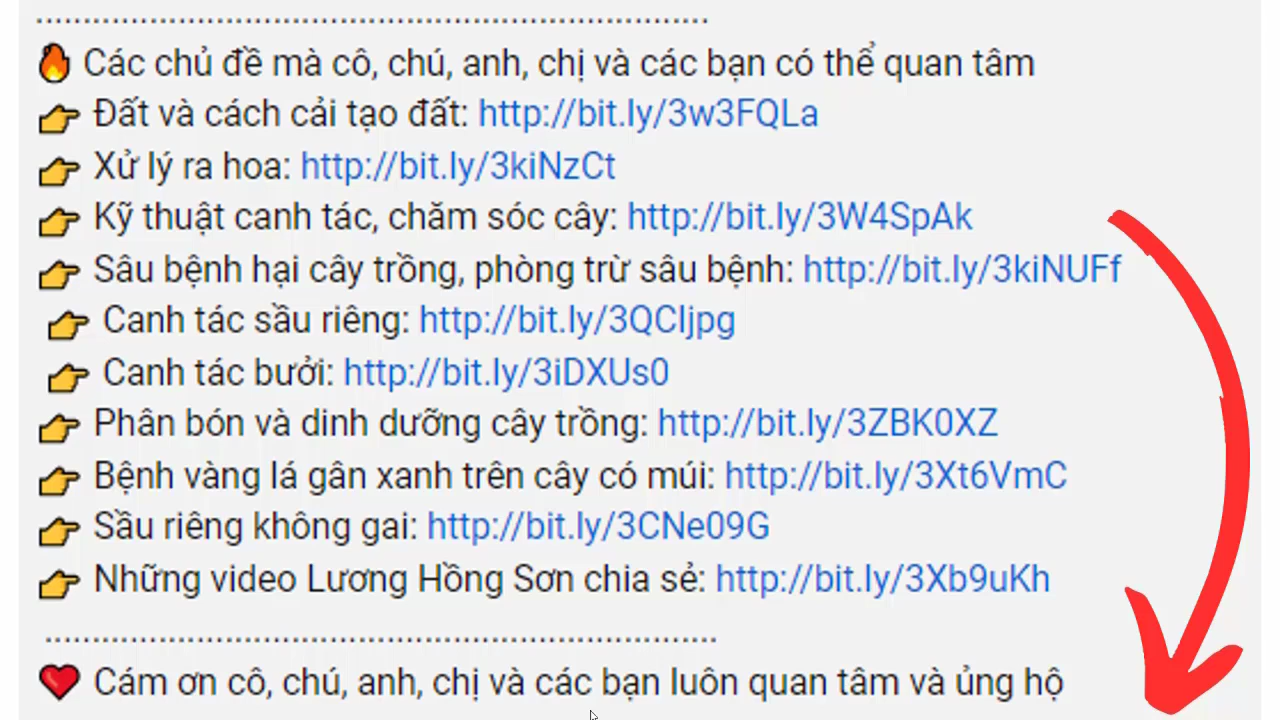 ................................................................................
🔥 Các chủ đề mà cô, chú, anh, chị và các bạn có thể quan tâm
👉 Đất và cách cải tạo đất: http://bit.ly/3w3FQLa
👉 Xử lý ra hoa: http://bit.ly/3kiNzCt
👉 Kỹ thuật canh tác, chăm sóc cây: http://bit.ly/3W4SpAk
👉 Sâu bệnh hại cây trồng, phòng trừ sâu bệnh: http://bit.ly/3kiNUFf
👉 Canh tác sầu riêng: http://bit.ly/3QCljpg
👉 Canh tác bưởi: http://bit.ly/3iDXUs0
👉 Phân bón và dinh dưỡng cây trồng: http://bit.ly/3ZBK0XZ
👉 Bệnh vàng lá gân xanh trên cây có múi: http://bit.ly/3Xt6VmC
👉 Sầu riêng không gai: http://bit.ly/3CNe09G
👉 Những video Lương Hồng Sơn chia sẻ: http://bit.ly/3Xb9uKh
................................................................................
❤️ Cám ơn cô, chú, anh, chị và các bạn luôn quan tâm và ủng hộ